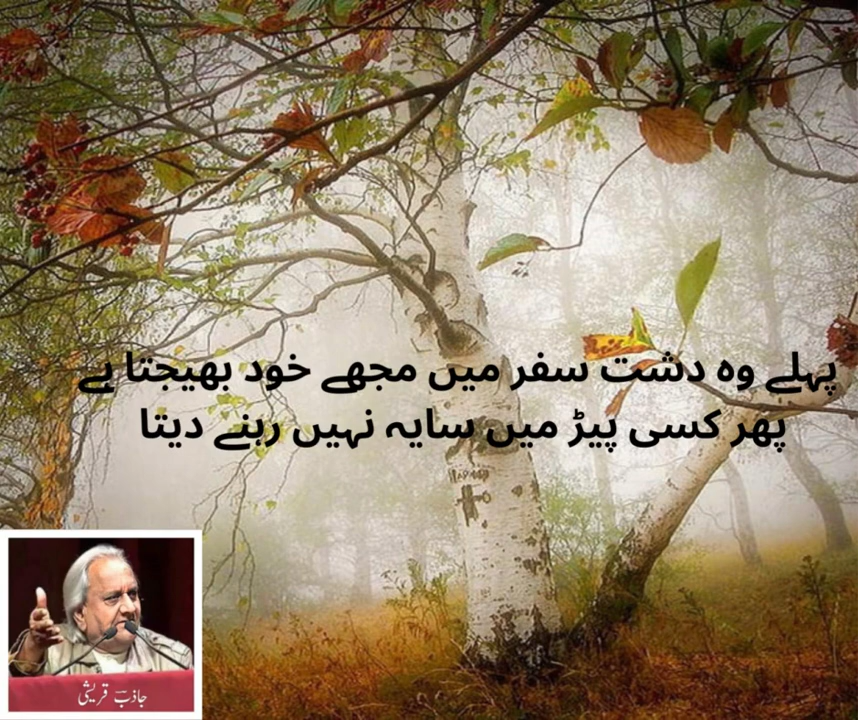 پہلے وہ دشت سفر میں مجھے خود بھیجتا ہے
پھر کسی پیڑ میں سایہ نہیں رہنے دیتا
جاذبؔ قریشی